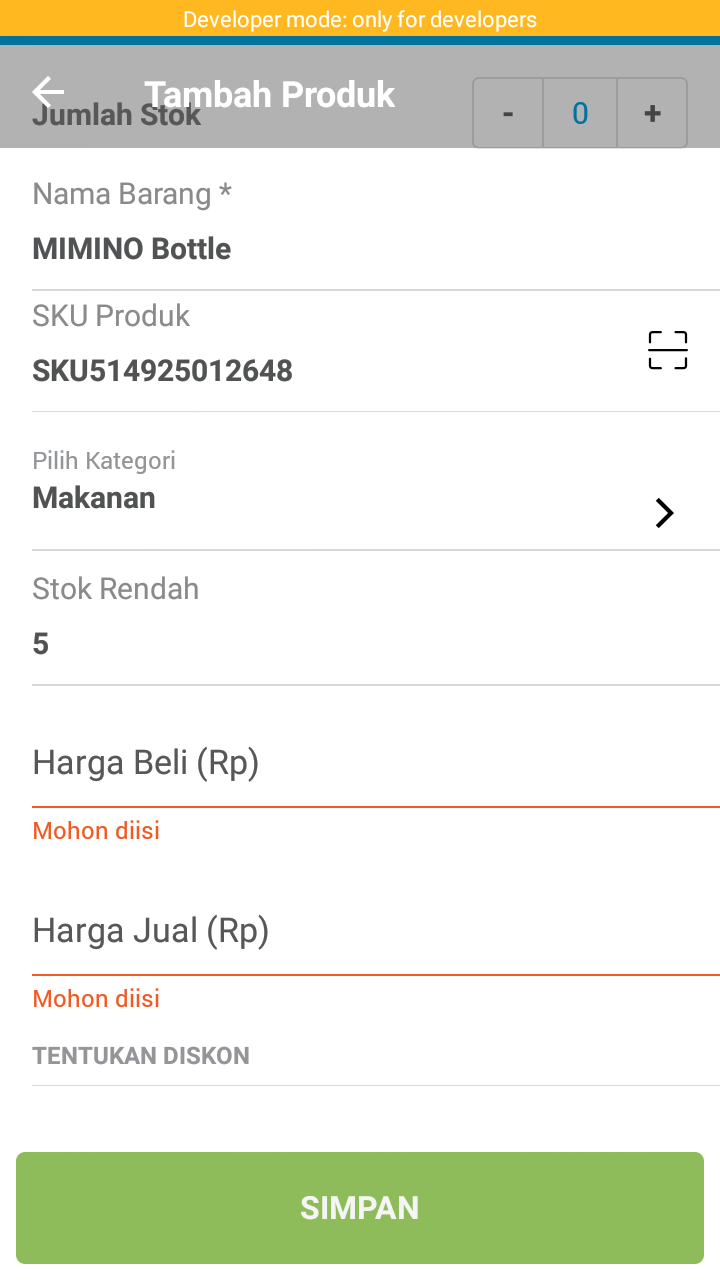 Developer mode: only for developers
Tambah Produk
Jumlah Stok
- 0 +
Nama Barang *
MIMINO Bottle
SKU Produk
SKU514925012648
Pilih Kategori
Makanan
Stok Rendah
5
Harga Beli (Rp)
Mohon diisi
Harga Jual (Rp)
Mohon diisi
TENTUKAN DISKON
SIMPAN